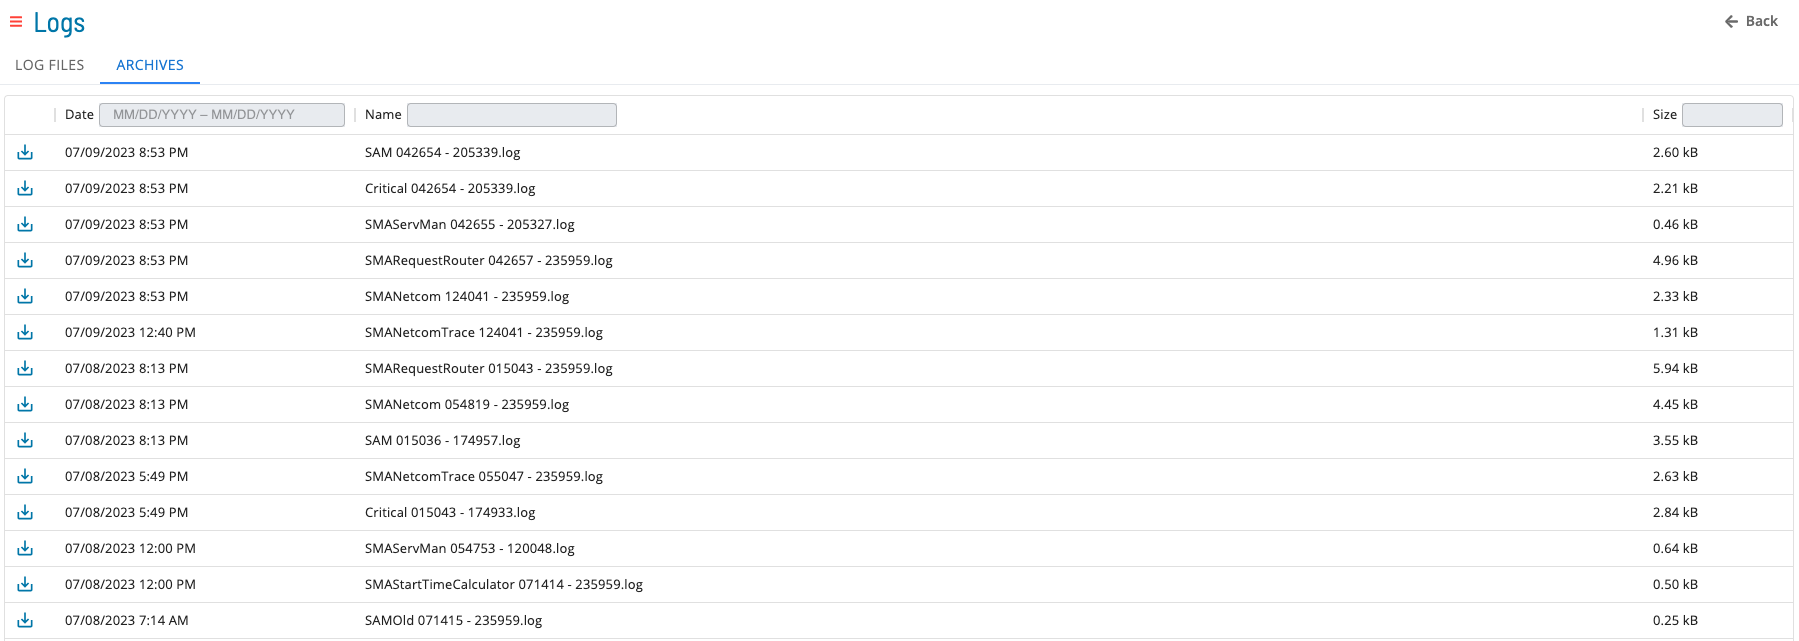 Logs
Back
LOG FILES ARCHIVES
Date MM/DD/YYYY – MM/DD/YYYY Name Size
07/09/2023 8:53 PM SAM 042654 - 205339.log 2.60 kB
07/09/2023 8:53 PM Critical 042654 - 205339.log 2.21 kB
07/09/2023 8:53 PM SMAServMan 042655 - 205327.log 0.46 kB
07/09/2023 8:53 PM SMARequestRouter 042657 - 235959.log 4.96 kB
07/09/2023 8:53 PM SMANetcom 124041 - 235959.log 2.33 kB
07/09/2023 12:40 PM SMANetcomTrace 124041 - 235959.log 1.31 kB
07/08/2023 8:13 PM SMARequestRouter 015043 - 235959.log 5.94 kB
07/08/2023 8:13 PM SMANetcom 054819 - 235959.log 4.45 kB
07/08/2023 8:13 PM SAM 015036 - 174957.log 3.55 kB
07/08/2023 5:49 PM SMANetcomTrace 055047 - 235959.log 2.63 kB
07/08/2023 5:49 PM Critical 015043 - 174933.log 2.84 kB
07/08/2023 12:00 PM SMAServMan 054753 - 120048.log 0.64 kB
07/08/2023 12:00 PM SMAStartTimeCalculator 071414 - 235959.log 0.50 kB
07/08/2023 7:14 AM SAMOld 071415 - 235959.log 0.25 kB